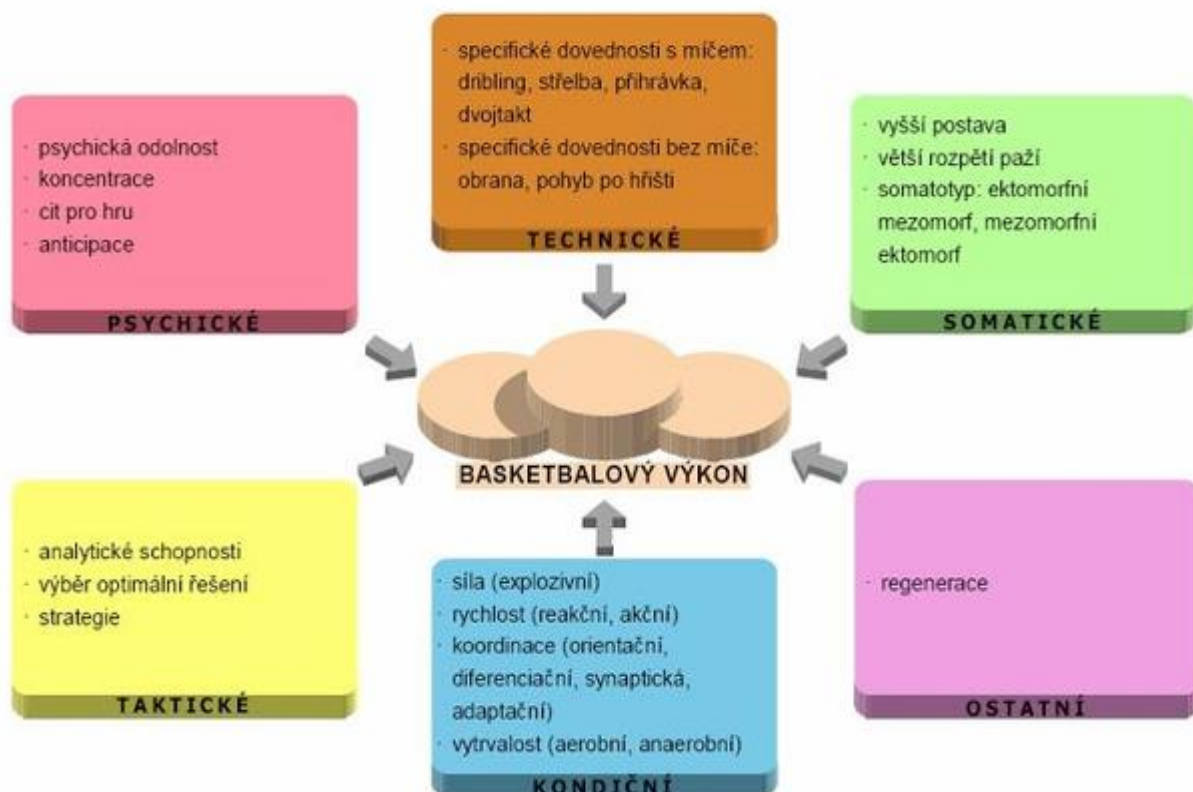 · specifické dovednosti s míčem:
dribling, střelba, přihrávka,
dvojtakt
· specifické dovednosti bez míče:
obrana, pohyb po hřišti
TECHNICKÉ
· psychická odolnost
· koncentrace
· cit pro hru
· anticipace
PSYCHICKÉ
· vyšší postava
· větší rozpětí paží
· somatotyp: ektomorfní
mezomorf, mezomorfní
ektomorf
SOMATICKÉ
BASKETBALOVÝ VÝKON
· analytické schopnosti
· výběr optimální řešení
· strategie
TAKTICKÉ
· síla (explozivní)
· rychlost (reakční, akční)
· koordinace (orientační,
diferenciační, synaptická,
adaptační)
· vytrvalost (aerobní, anaerobní)
KONDIČNÍ
· regenerace
OSTATNÍ